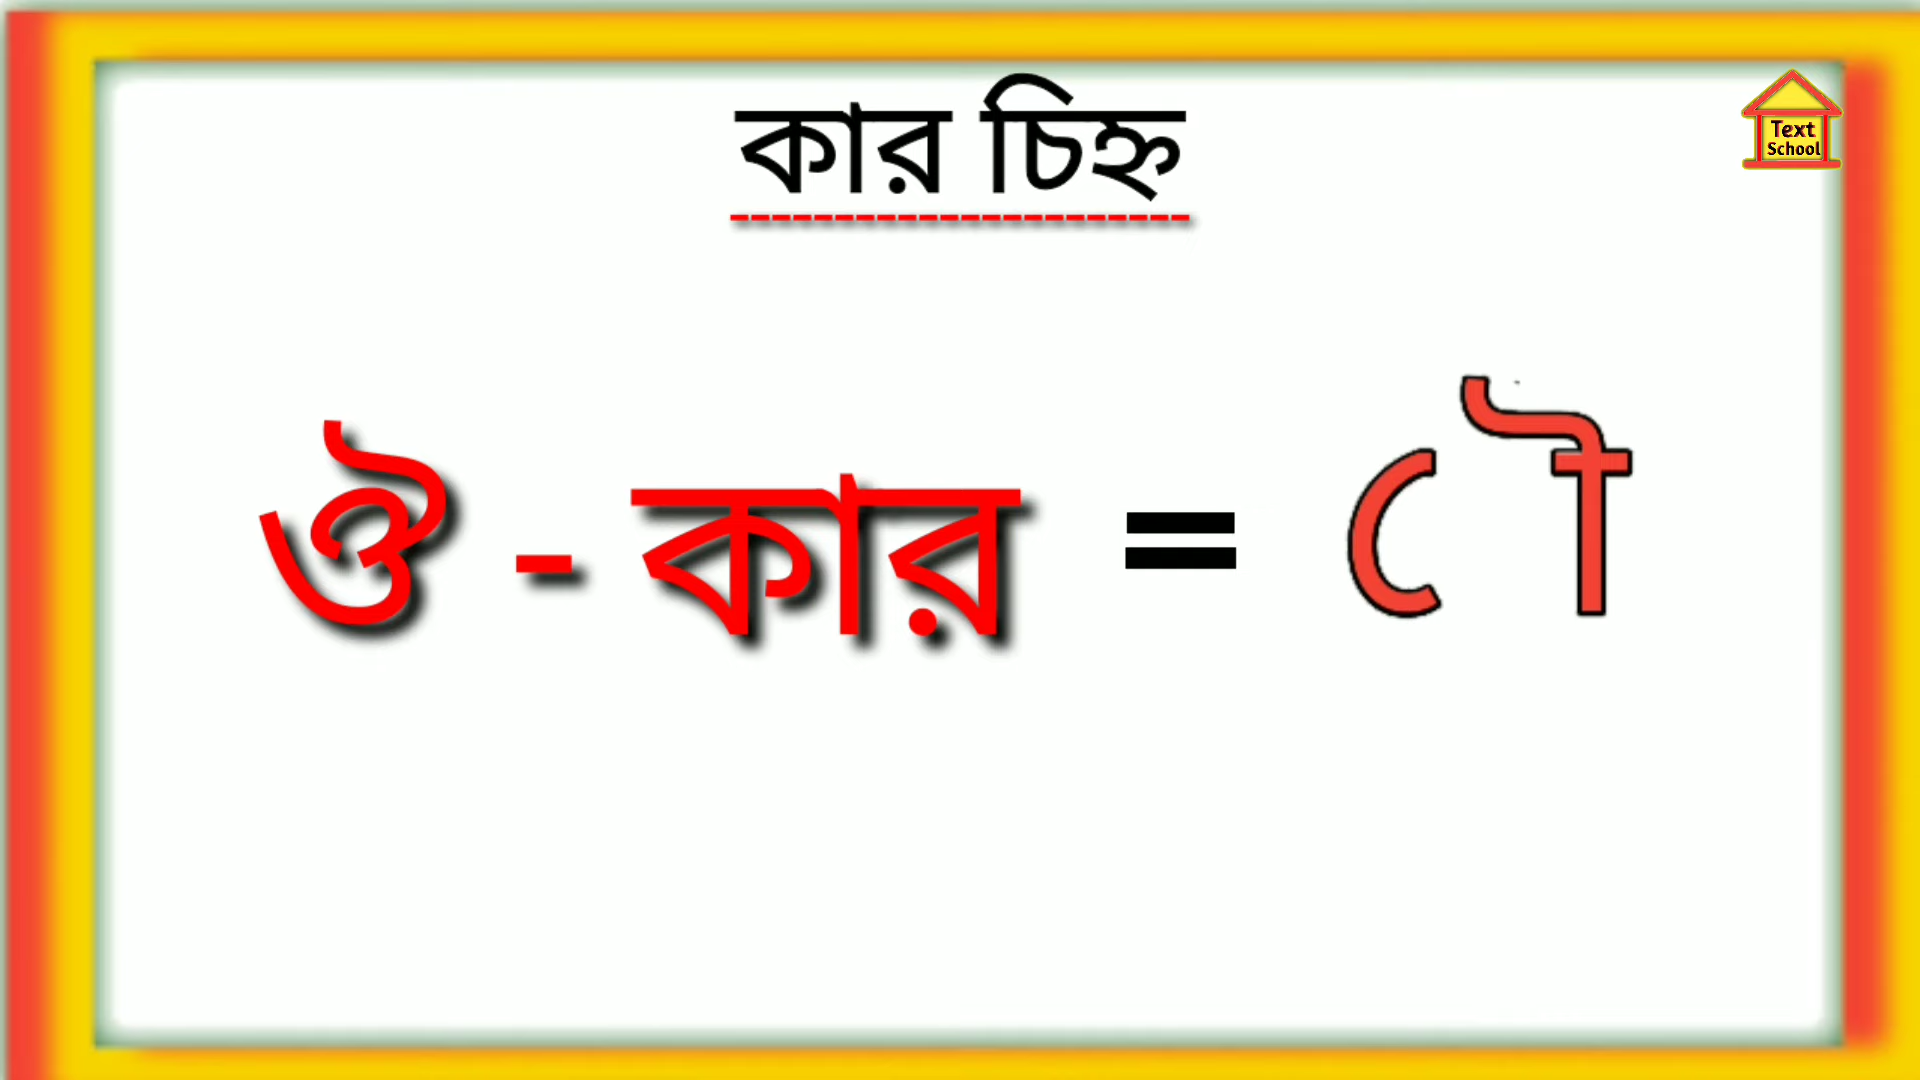 কার চিহ্ন
Text
School
ঔ - কার = ৌ